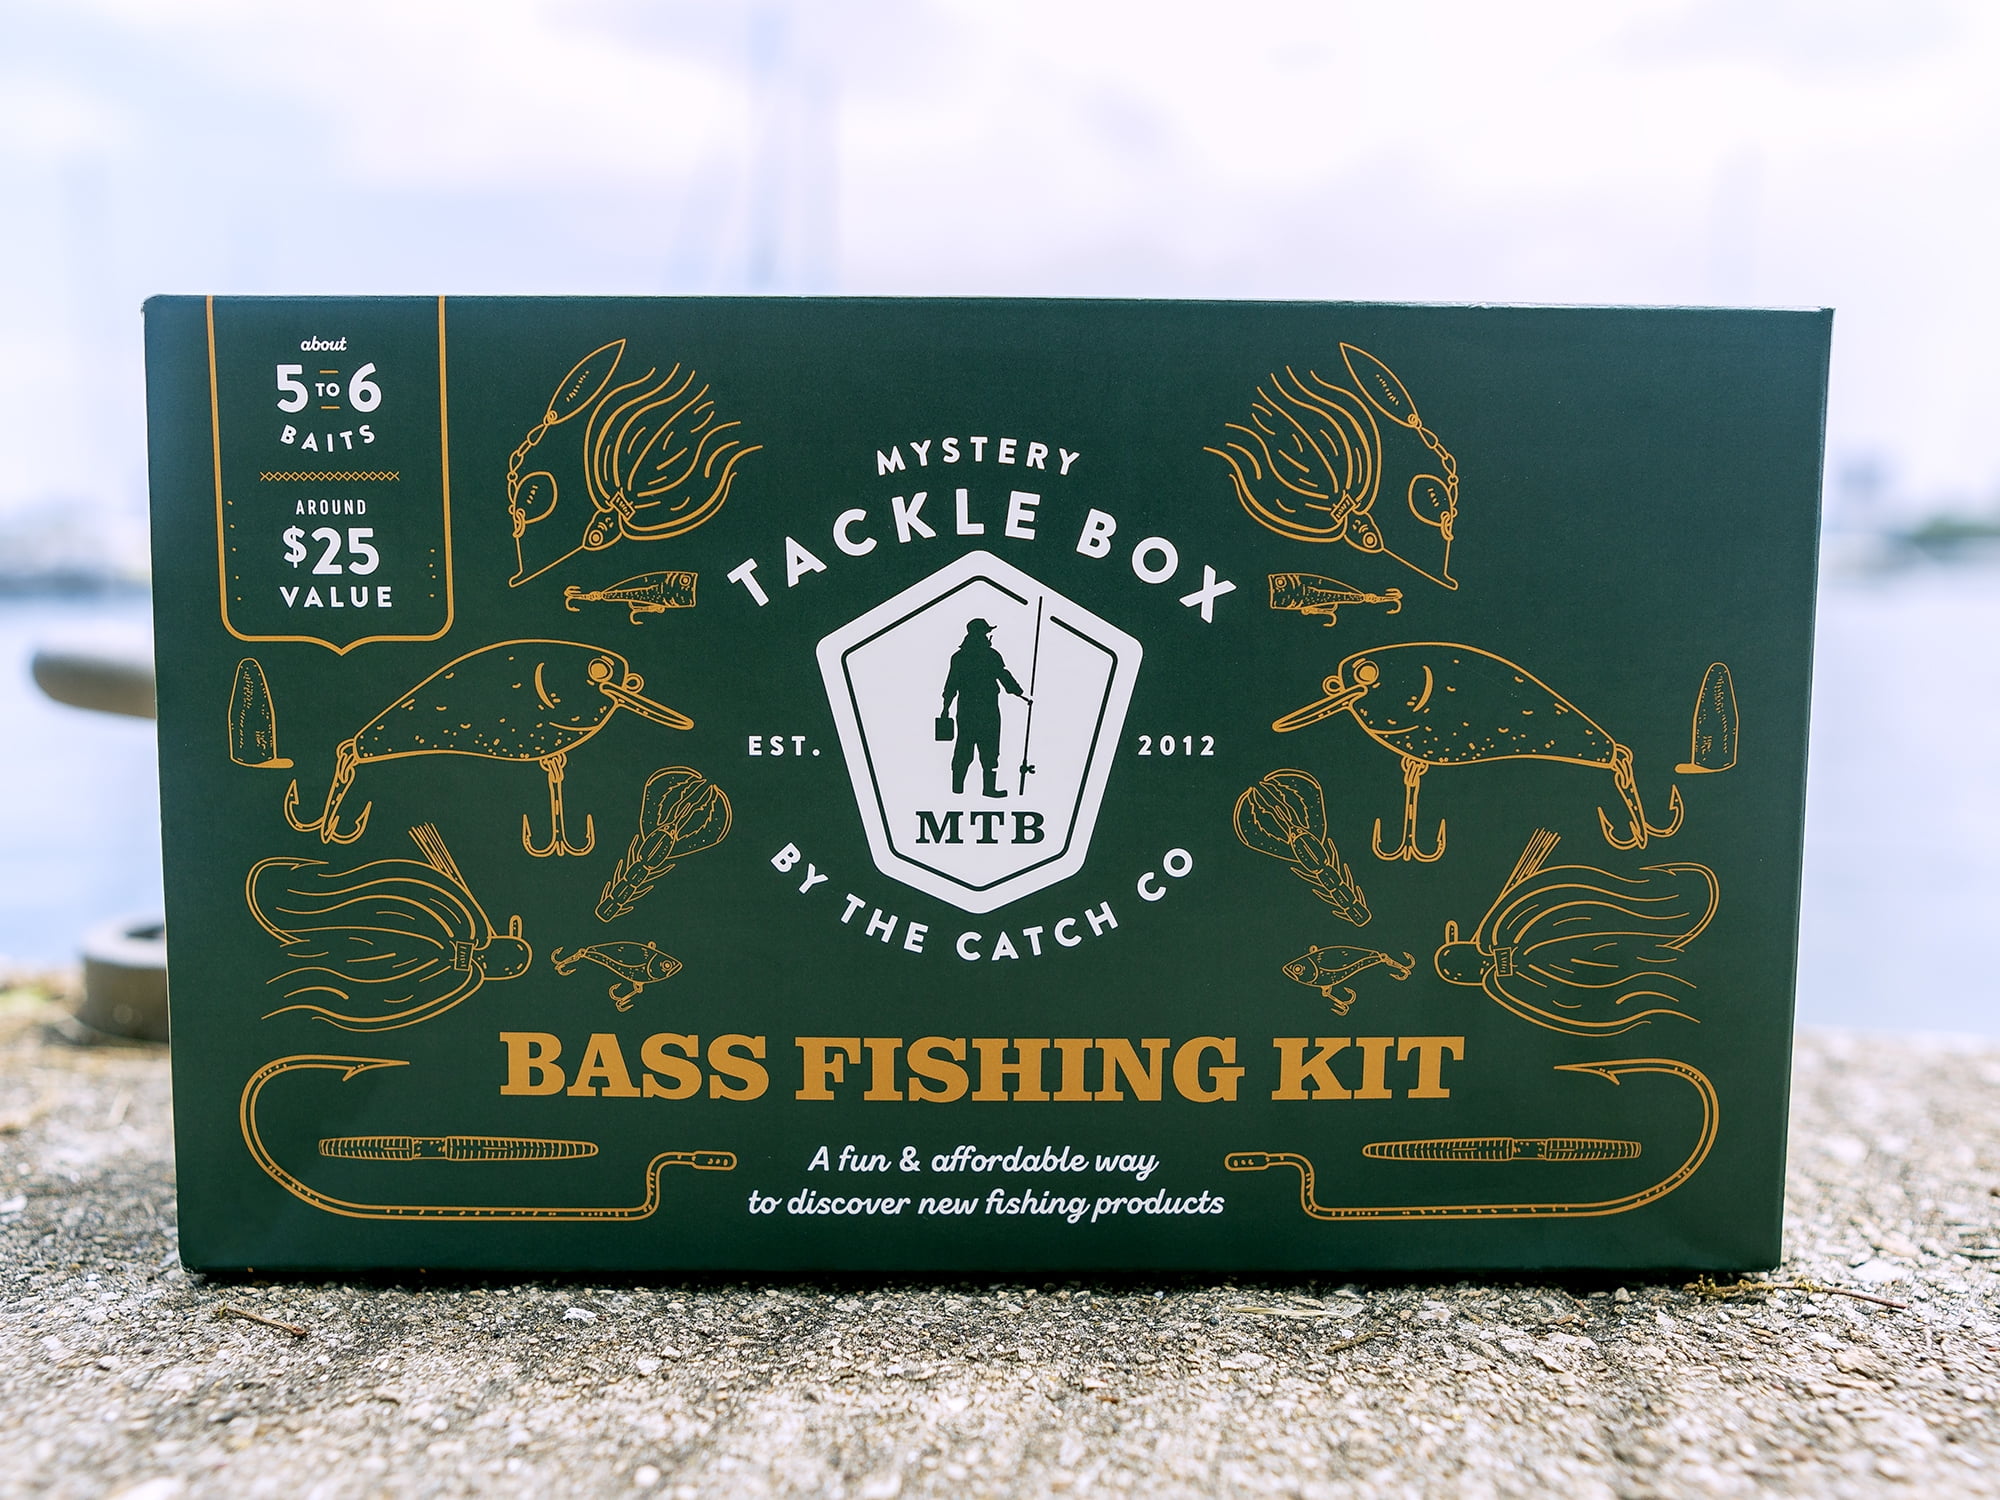 about
5 TO 6
BAITS
AROUND
$25
VALUE
MYSTERY
TACKLE BOX
EST. 2012
MTB
BY THE CATCH CO
BASS FISHING KIT
A fun & affordable way
to discover new fishing products